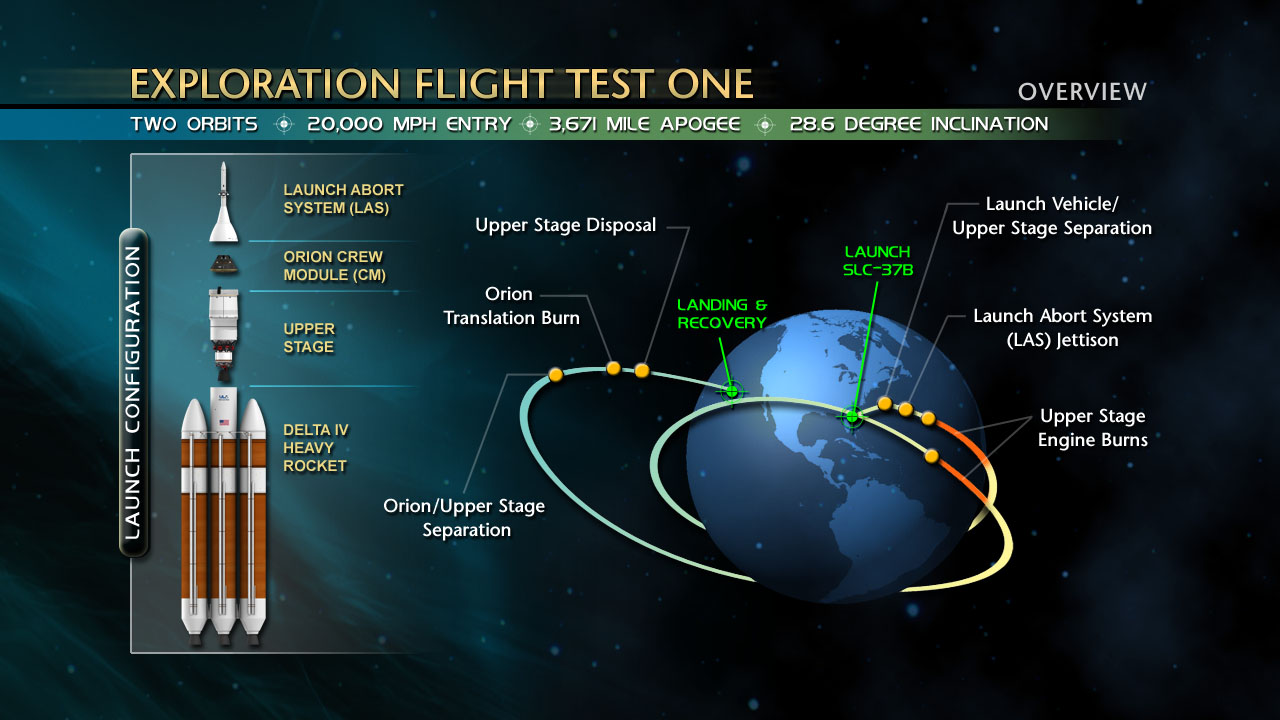 EXPLORATION FLIGHT TEST ONE
OVERVIEW
TWO ORBITS 20,000 MPH ENTRY 3,671 MILE APOGEE 28.6 DEGREE INCLINATION
LAUNCH CONFIGURATION
LAUNCH ABORT
SYSTEM (LAS)
ORION CREW
MODULE (CM)
UPPER
STAGE
DELTA IV
HEAVY
ROCKET
Upper Stage Disposal
Orion
Translation Burn
LANDING &
RECOVERY
Orion/Upper Stage
Separation
LAUNCH
SLC-37B
Launch Vehicle/
Upper Stage Separation
Launch Abort System
(LAS) Jettison
Upper Stage
Engine Burns